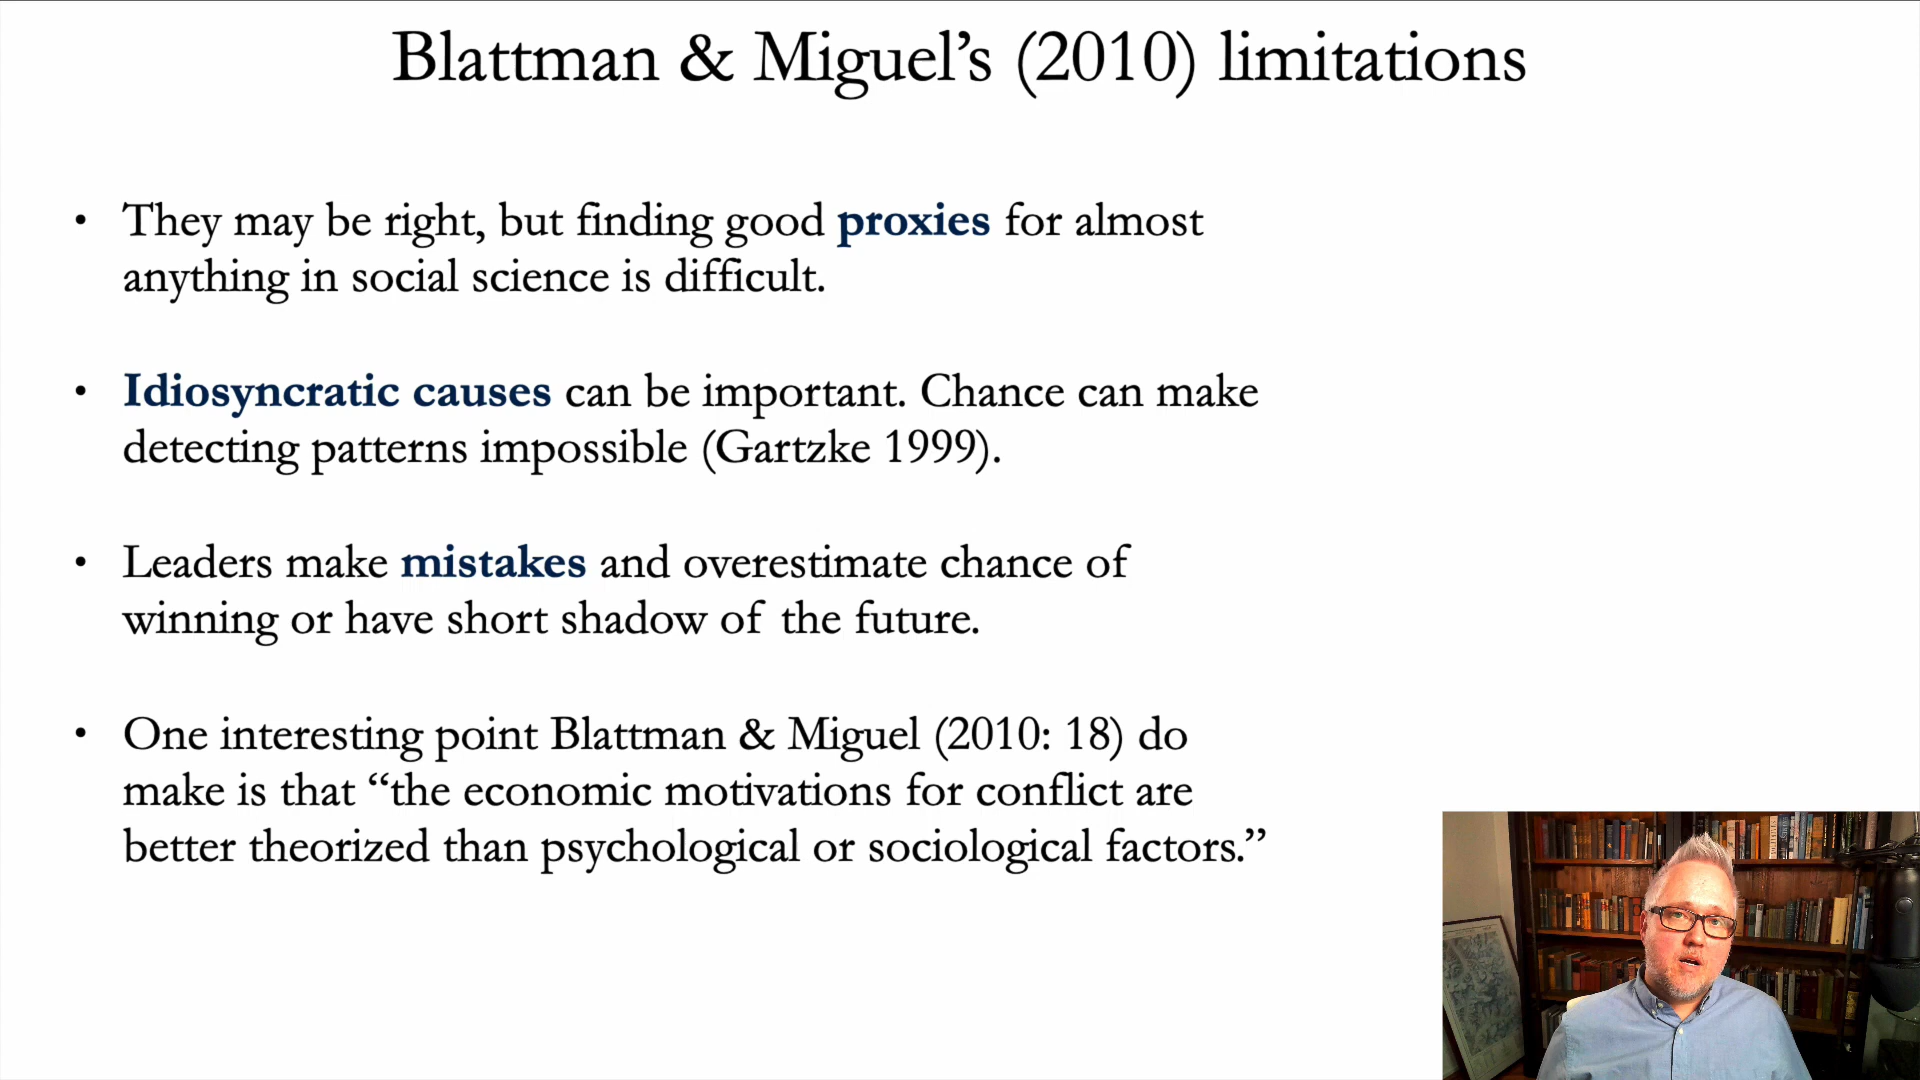 Blattman & Miguel’s (2010) limitations
• They may be right, but finding good proxies for almost
anything in social science is difficult.
• Idiosyncratic causes can be important. Chance can make
detecting patterns impossible (Gartzke 1999).
• Leaders make mistakes and overestimate chance of
winning or have short shadow of the future.
• One interesting point Blattman & Miguel (2010: 18) do
make is that “the economic motivations for conflict are
better theorized than psychological or sociological factors.”